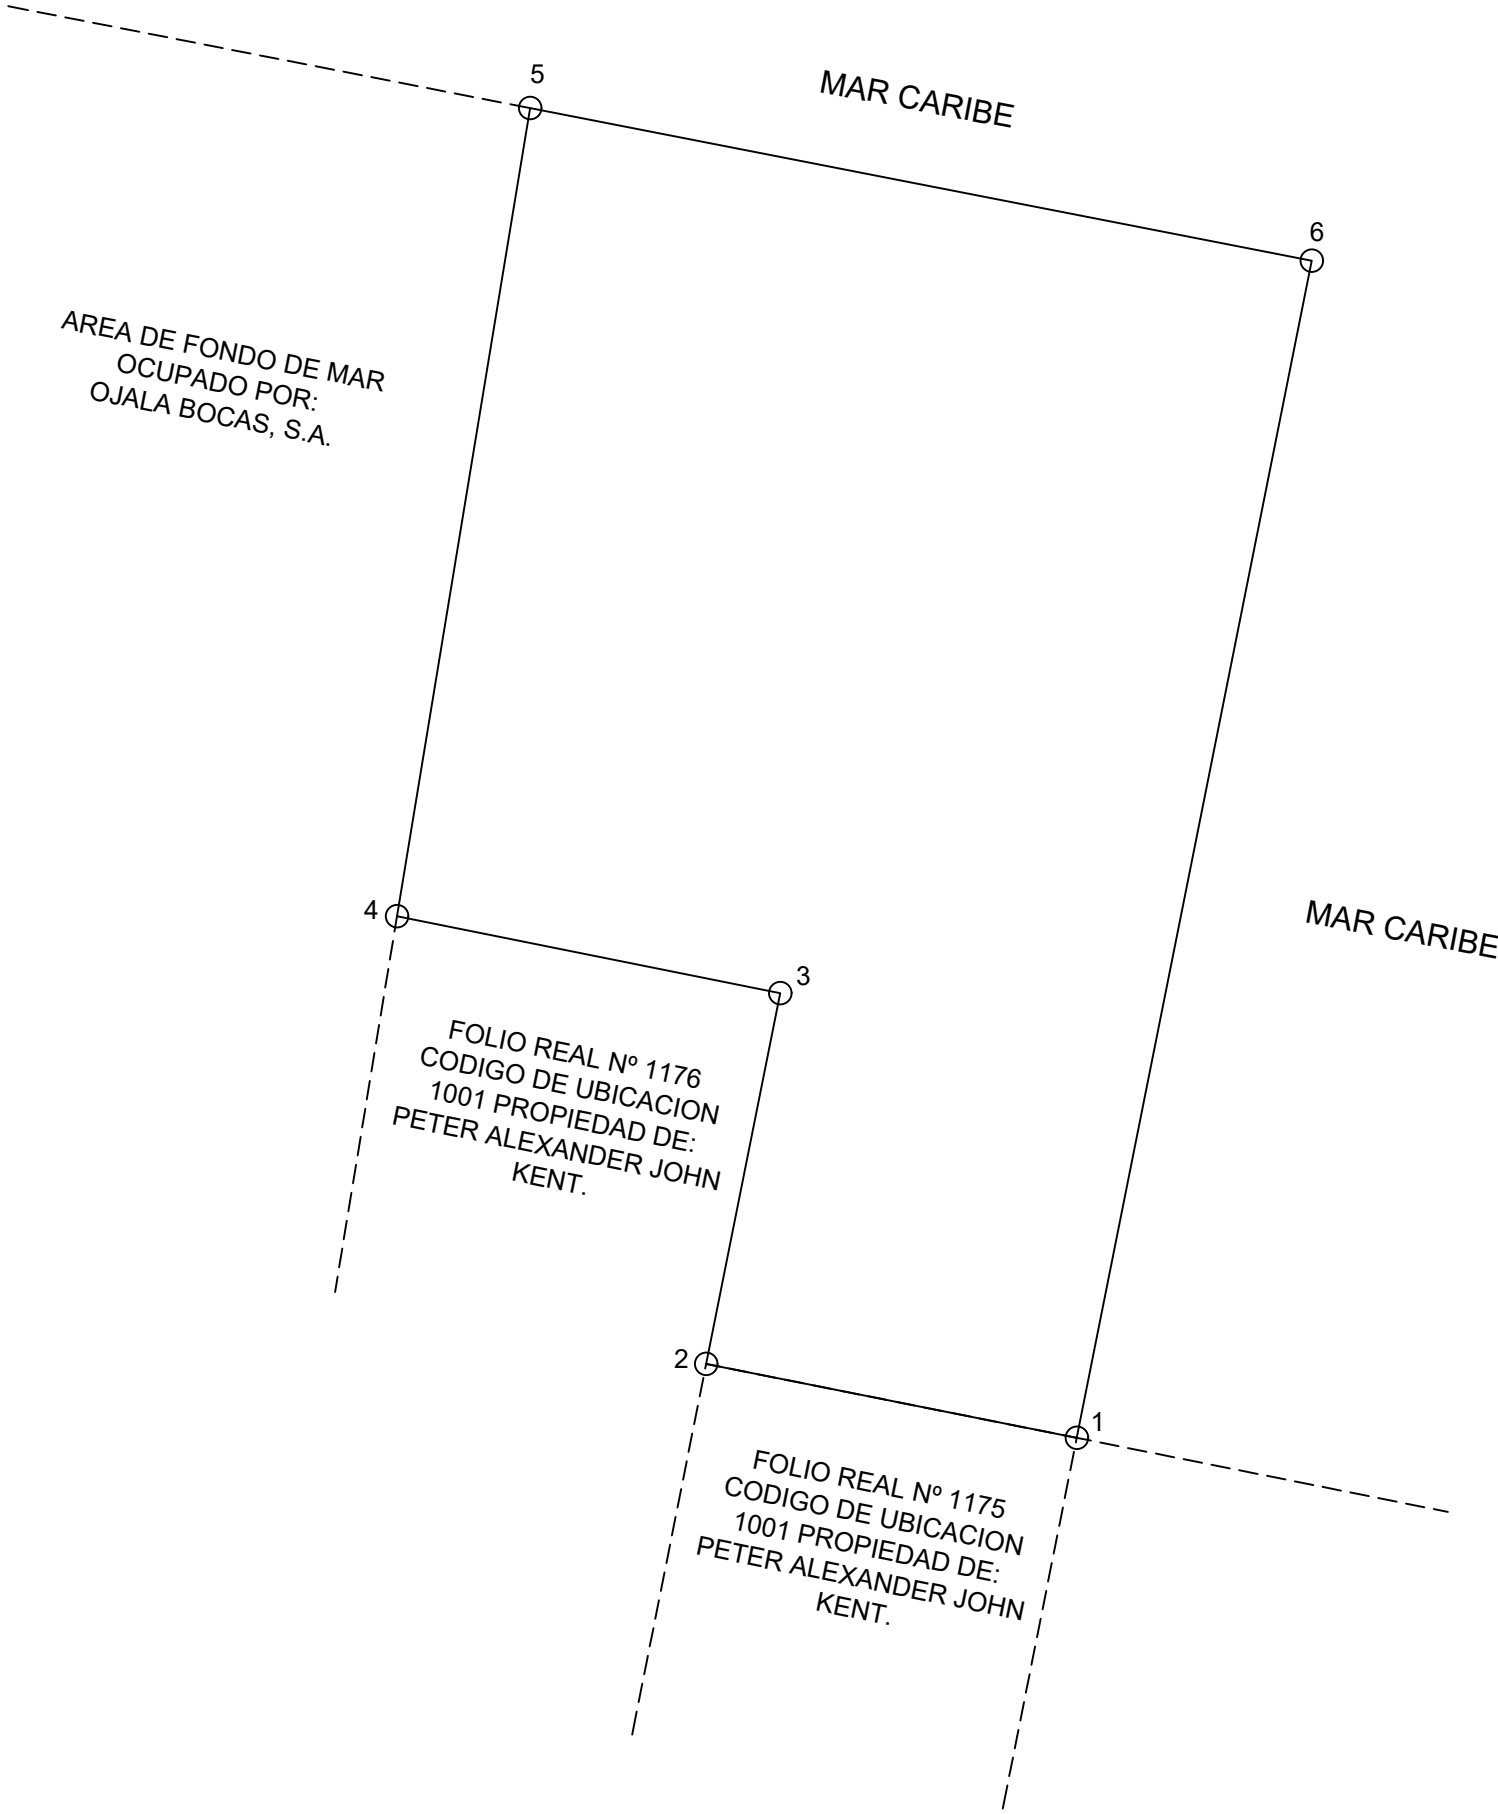 5
MAR CARIBE
6
AREA DE FONDO DE MAR
OCUPADO POR:
OJALA BOCAS, S.A.
4
MAR CARIBE
3
FOLIO REAL Nº 1176
CODIGO DE UBICACION
1001 PROPIEDAD DE:
PETER ALEXANDER JOHN
KENT.
2
1
FOLIO REAL Nº 1175
CODIGO DE UBICACION
1001 PROPIEDAD DE:
PETER ALEXANDER JOHN
KENT.